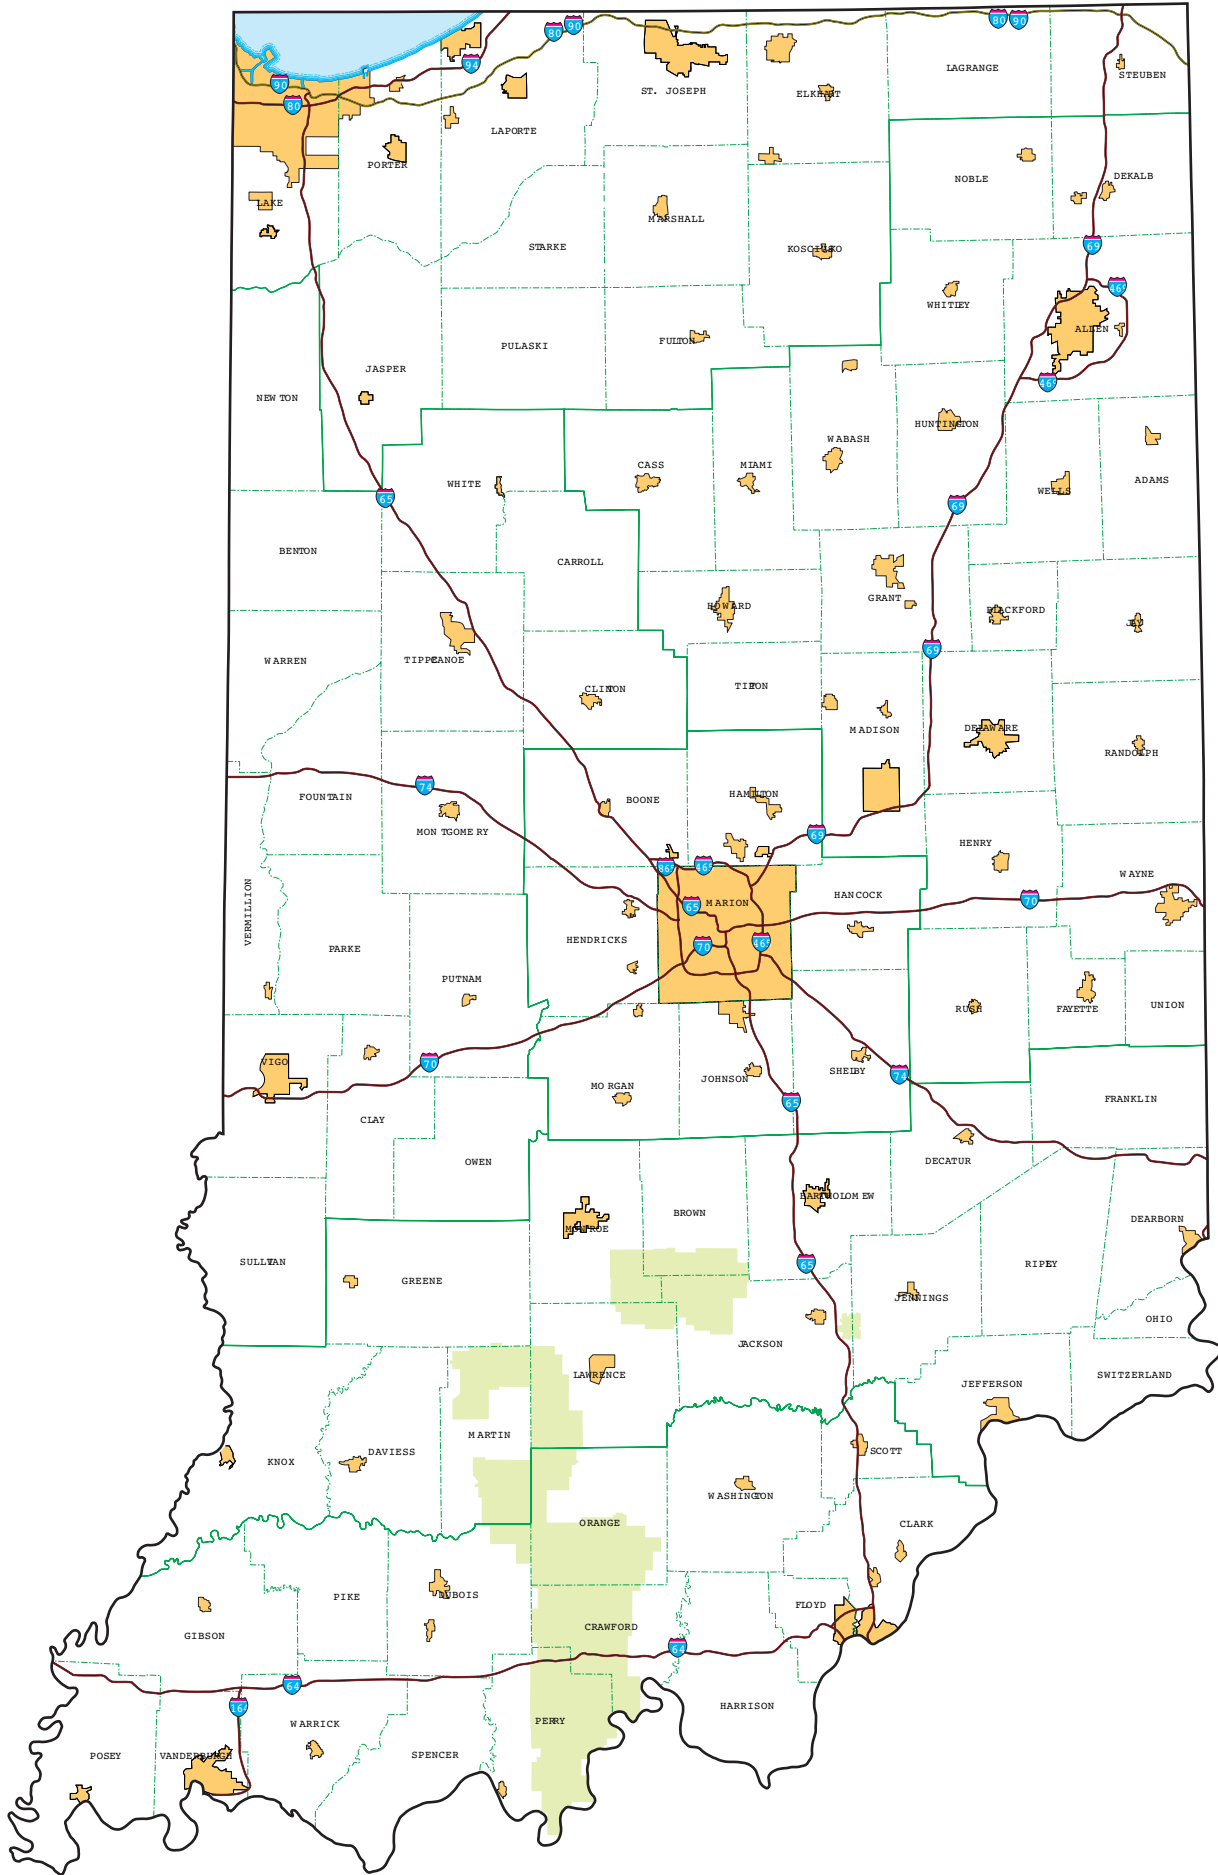 80 90
80 90
94
90
80
LAGRANGE
STEUBEN
ST. JOSEPH
ELKHART
LAPORTE
PORTER
NOBLE
DEKALB
LAKE
MARSHALL
STARKE
KOSCIUSKO
69
469
WHITLEY
ALLEN
FULTON
PULASKI
JASPER
469
NEWTON
HUNTINGTON
WABASH
CASS
MIAMI
WHITE
ADAMS
WELLS
65
69
BENTON
CARROLL
GRANT
HOWARD
BLACKFORD
JAY
69
WARREN
TIPPECANOE
CLINTON
TIPTON
MADISON
DELAWARE
RANDOLPH
74
FOUNTAIN
BOONE
HAMILTON
MONTGOMERY
69
HENRY
865
465
WAYNE
HANCOCK
70
65
MARION
VERMILLION
HENDRICKS
70
465
PARKE
PUTNAM
RUSH
FAYETTE
UNION
VIGO
70
SHELBY
74
JOHNSON
MORGAN
65
FRANKLIN
CLAY
OWEN
DECATUR
BARTHOLOMEW
BROWN
MONROE
DEARBORN
SULLIVAN
65
RIPLEY
GREENE
JENNINGS
OHIO
JACKSON
LAWRENCE
SWITZERLAND
JEFFERSON
MARTIN
DAVIESS
SCOTT
KNOX
WASHINGTON
ORANGE
CLARK
PIKE
DUBOIS
FLOYD
CRAWFORD
GIBSON
64
64
164
HARRISON
PERRY
WARRICK
POSEY
VANDERBURGH
SPENCER